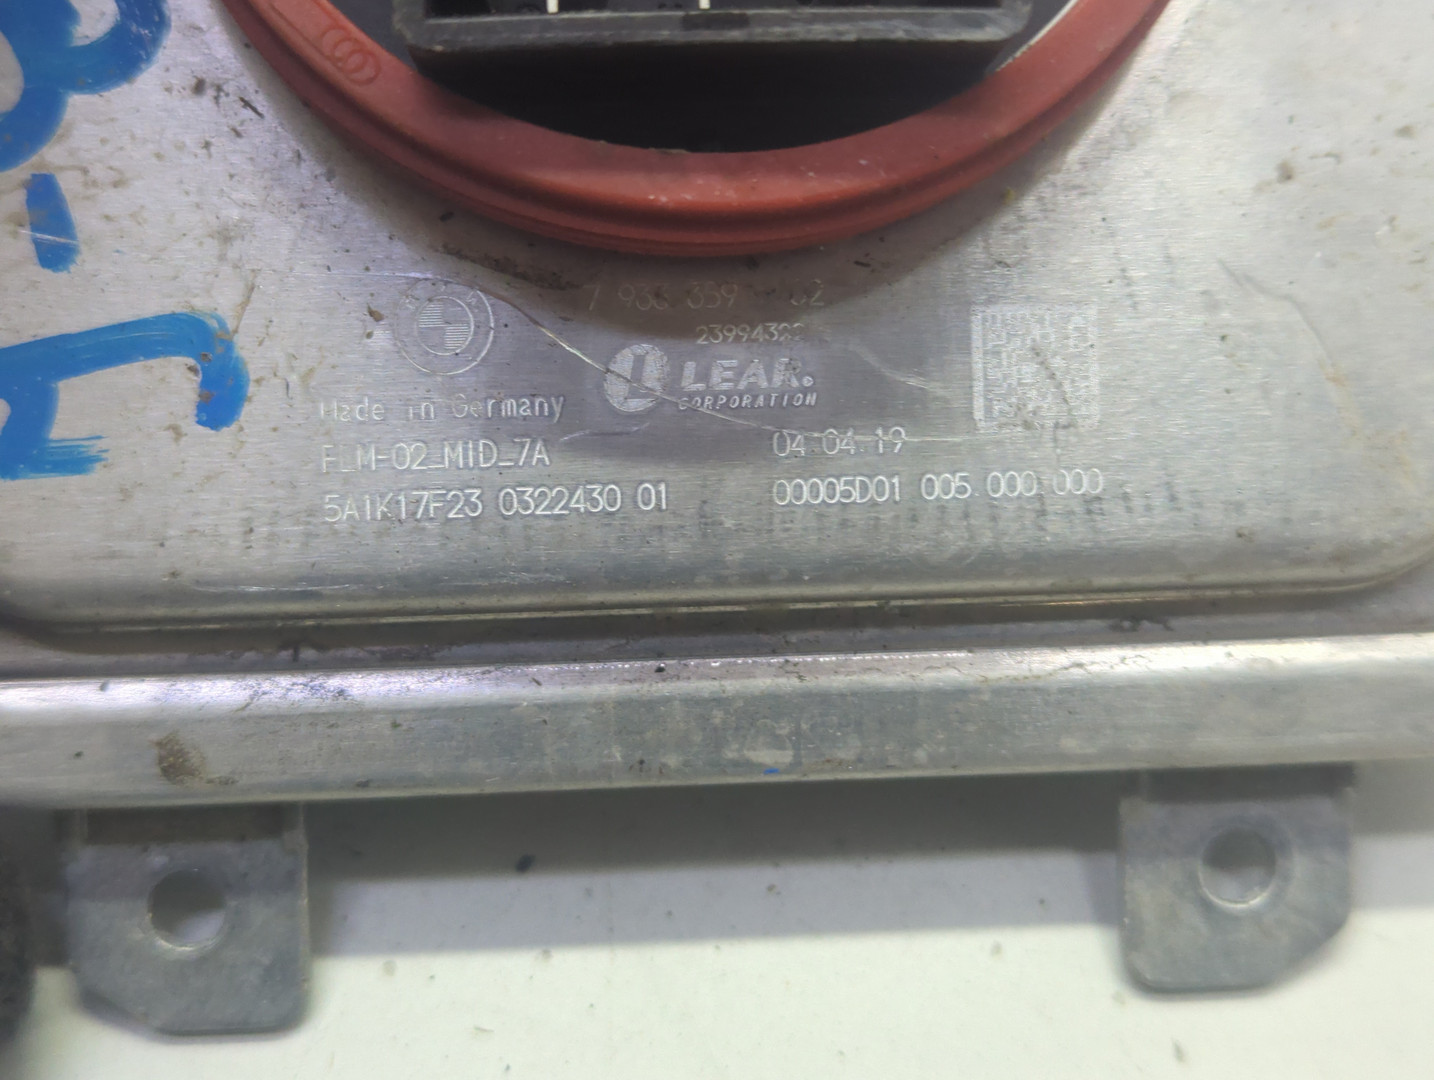 7 933 339 02
LEAR.
CORPORATION
Made in Germany
FLM-02_MID_7A
04.04.19
5A1K17F23 0322430 01
00005D01 005.000.000